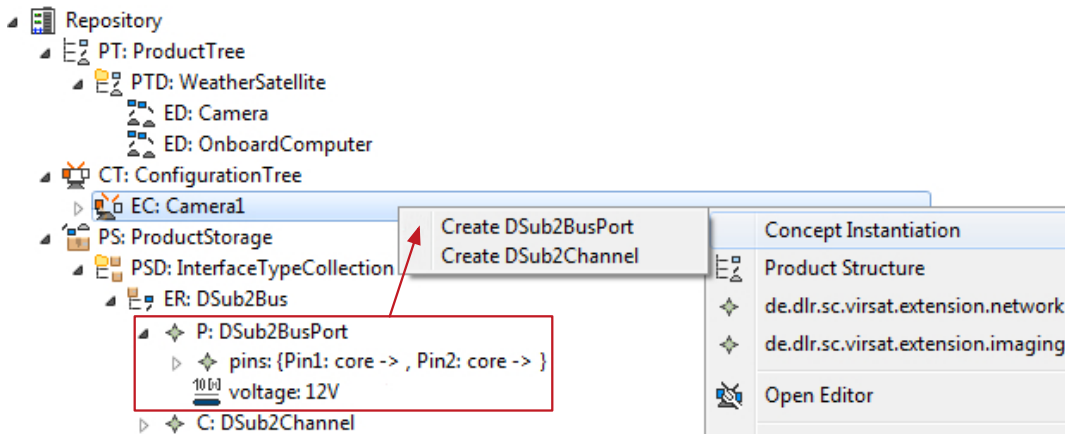 Repository
PT: ProductTree
PTD: WeatherSatellite
ED: Camera
ED: OnboardComputer
CT: ConfigurationTree
EC: Camera1
PS: ProductStorage
PSD: InterfaceTypeCollection
ER: DSub2Bus
P: DSub2BusPort
pins: {Pin1: core -> , Pin2: core -> }
voltage: 12V
C: DSub2Channel
Create DSub2BusPort
Create DSub2Channel
Concept Instantiation
Product Structure
de.dlr.sc.virsat.extension.network
de.dlr.sc.virsat.extension.imaging
Open Editor